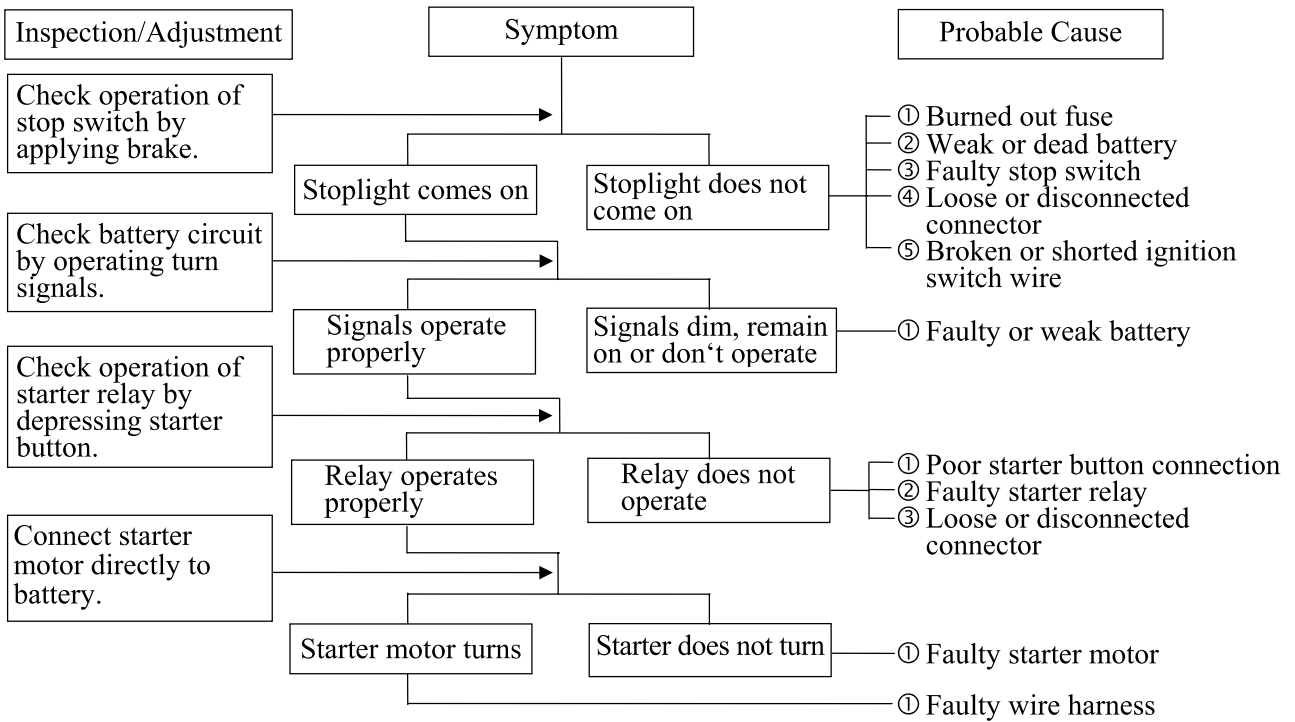 Inspection/Adjustment
Symptom
Probable Cause
Check operation of
stop switch by
applying brake.
Stoplight comes on
Stoplight does not
come on
① Burned out fuse
② Weak or dead battery
③ Faulty stop switch
④ Loose or disconnected
connector
⑤ Broken or shorted ignition
switch wire
Check battery circuit
by operating turn
signals.
Signals operate
properly
Signals dim, remain
on or don‘t operate
① Faulty or weak battery
Check operation of
starter relay by
depressing starter
button.
Relay operates
properly
Relay does not
operate
① Poor starter button connection
② Faulty starter relay
③ Loose or disconnected
connector
Connect starter
motor directly to
battery.
Starter motor turns
Starter does not turn
① Faulty starter motor
① Faulty wire harness